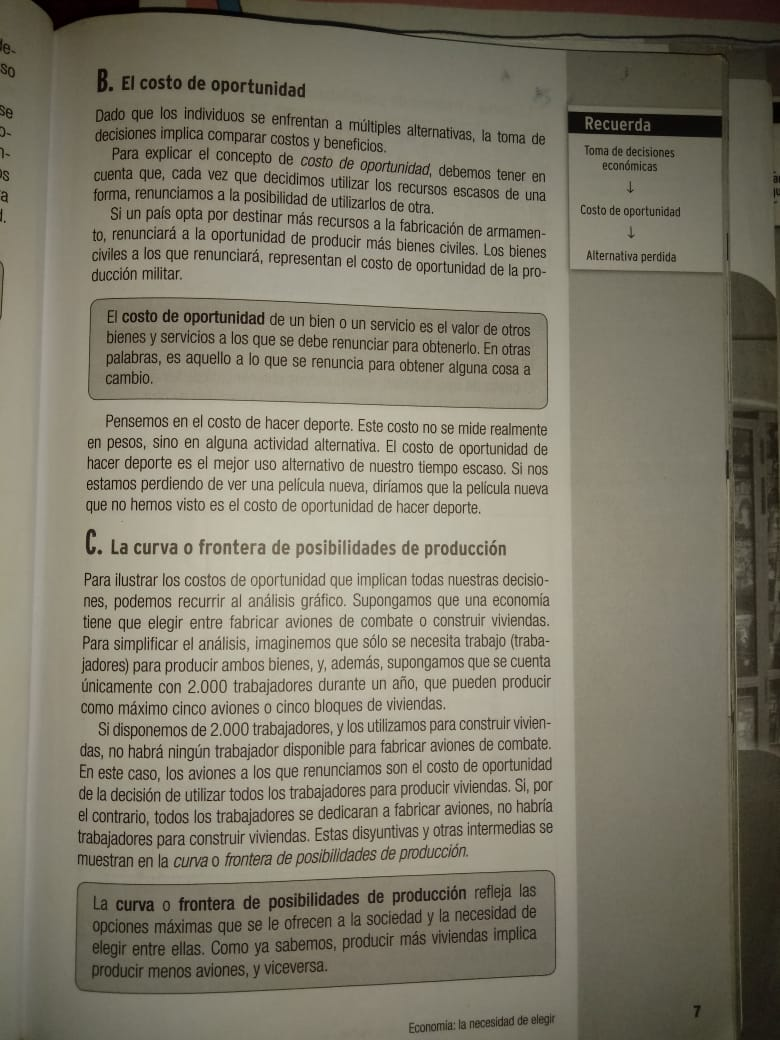 B. El costo de oportunidad
Dado que los individuos se enfrentan a múltiples alternativas, la toma de
decisiones implica comparar costos y beneficios.
Para explicar el concepto de costo de oportunidad, debemos tener en
cuenta que, cada vez que decidimos utilizar los recursos escasos de una
forma, renunciamos a la posibilidad de utilizarlos de otra.
Si un país opta por destinar más recursos a la fabricación de armamen-
to, renunciará a la oportunidad de producir más bienes civiles. Los bienes
civiles a los que renunciará, representan el costo de oportunidad de la pro-
ducción militar.
El costo de oportunidad de un bien o un servicio es el valor de otros
bienes y servicios a los que se debe renunciar para obtenerlo. En otras
palabras, es aquello a lo que se renuncia para obtener alguna cosa a
cambio.
Pensemos en el costo de hacer deporte. Este costo no se mide realmente
en pesos, sino en alguna actividad alternativa. El costo de oportunidad de
hacer deporte es el mejor uso alternativo de nuestro tiempo escaso. Si nos
estamos perdiendo de ver una película nueva, diríamos que la película nueva
que no hemos visto es el costo de oportunidad de hacer deporte.
C. La curva o frontera de posibilidades de producción
Para ilustrar los costos de oportunidad que implican todas nuestras decisio-
nes, podemos recurrir al análisis gráfico. Supongamos que una economía
tiene que elegir entre fabricar aviones de combate o construir viviendas.
Para simplificar el análisis, imaginemos que sólo se necesita trabajo (traba-
jadores) para producir ambos bienes, y, además, supongamos que se cuenta
únicamente con 2.000 trabajadores durante un año, que pueden producir
como máximo cinco aviones o cinco bloques de viviendas.
Si disponemos de 2.000 trabajadores, y los utilizamos para construir vivien-
das, no habrá ningún trabajador disponible para fabricar aviones de combate.
En este caso, los aviones a los que renunciamos son el costo de oportunidad
de la decisión de utilizar todos los trabajadores para producir viviendas. Si, por
el contrario, todos los trabajadores se dedicaran a fabricar aviones, no habría
trabajadores para construir viviendas. Estas disyuntivas y otras intermedias se
muestran en la curva o frontera de posibilidades de producción.
La curva o frontera de posibilidades de producción refleja las
opciones máximas que se le ofrecen a la sociedad y la necesidad de
elegir entre ellas. Como ya sabemos, producir más viviendas implica
producir menos aviones, y viceversa.
Recuerda
Toma de decisiones
económicas
↓
Costo de oportunidad
↓
Alternativa perdida
Economía: la necesidad de elegir
7